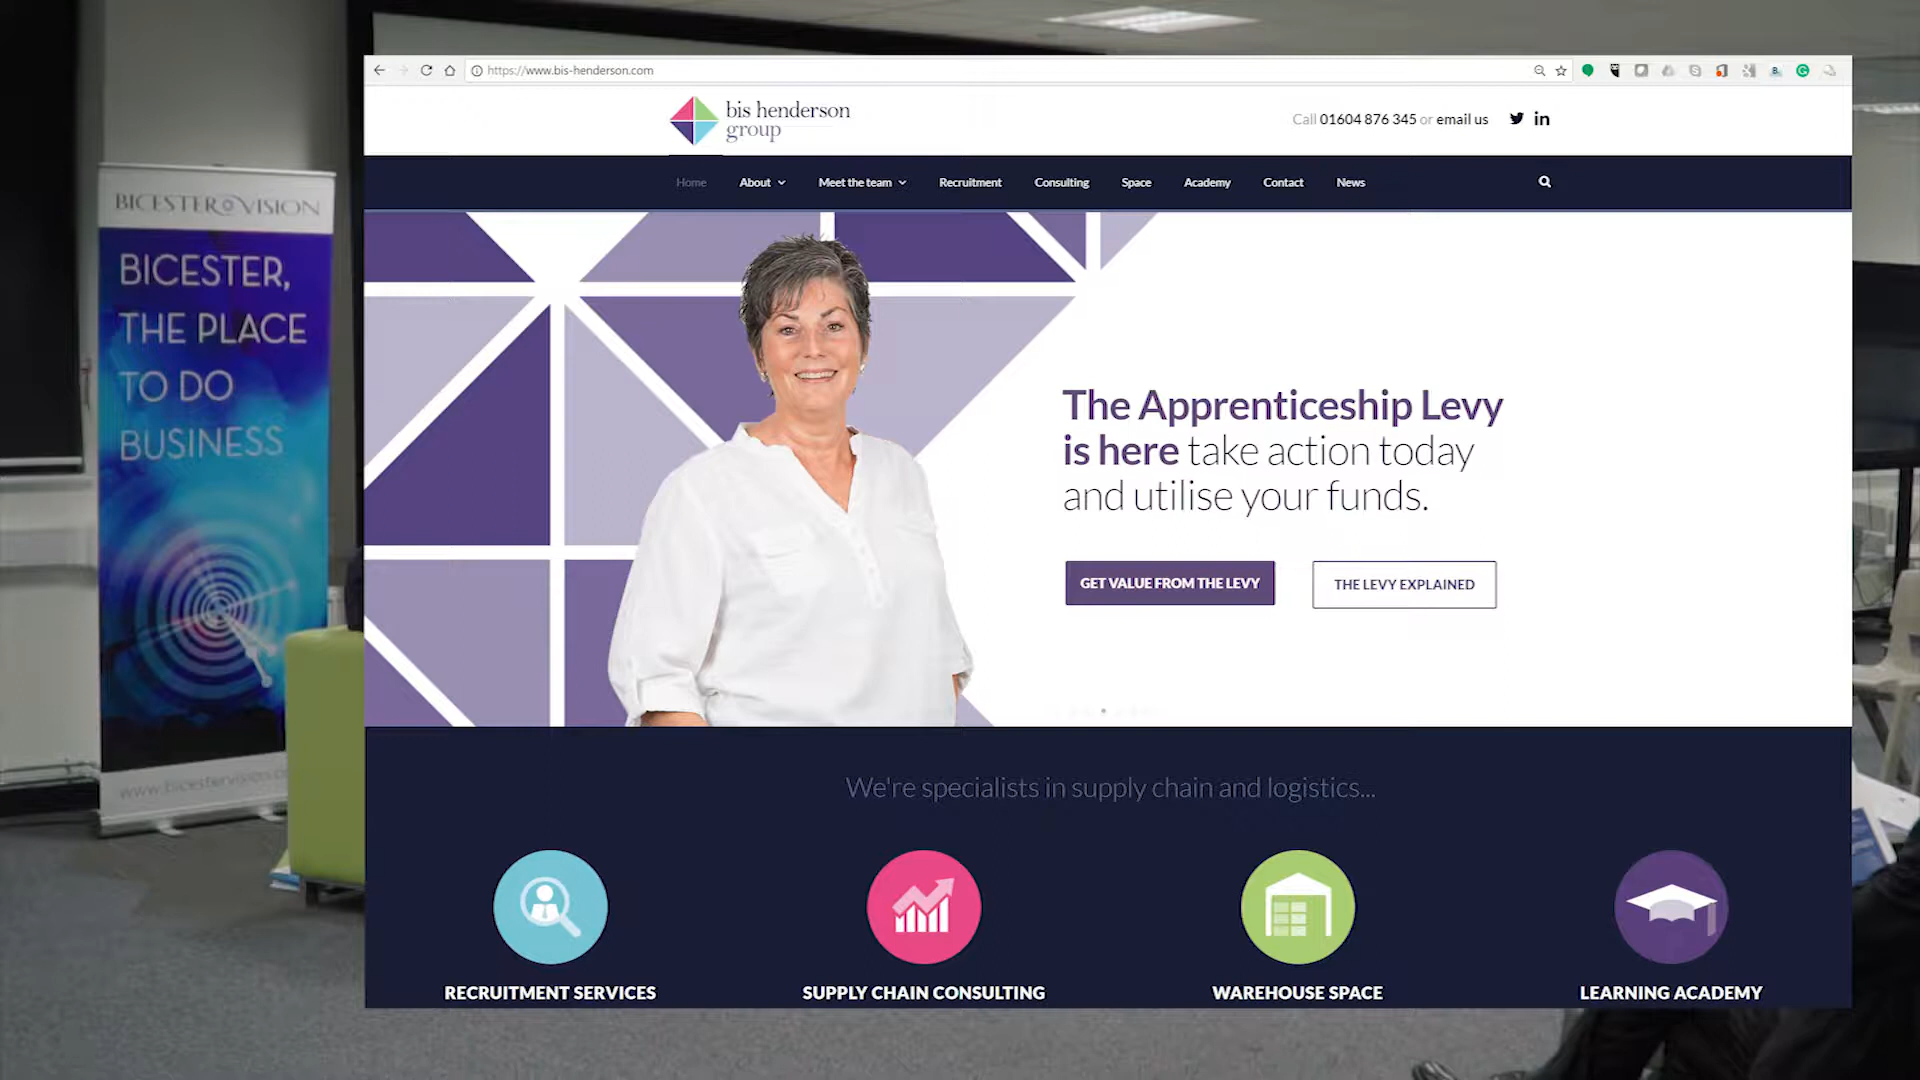 BICESTER VISION
BICESTER,
THE PLACE
TO DO
BUSINESS
https://www.bis-henderson.com
bis henderson
group
Call 01604 876 345 or email us
Home
About
Meet the team
Recruitment
Consulting
Space
Academy
Contact
News
The Apprenticeship Levy
is here take action today
and utilise your funds.
GET VALUE FROM THE LEVY
THE LEVY EXPLAINED
We're specialists in supply chain and logistics...
RECRUITMENT SERVICES
SUPPLY CHAIN CONSULTING
WAREHOUSE SPACE
LEARNING ACADEMY